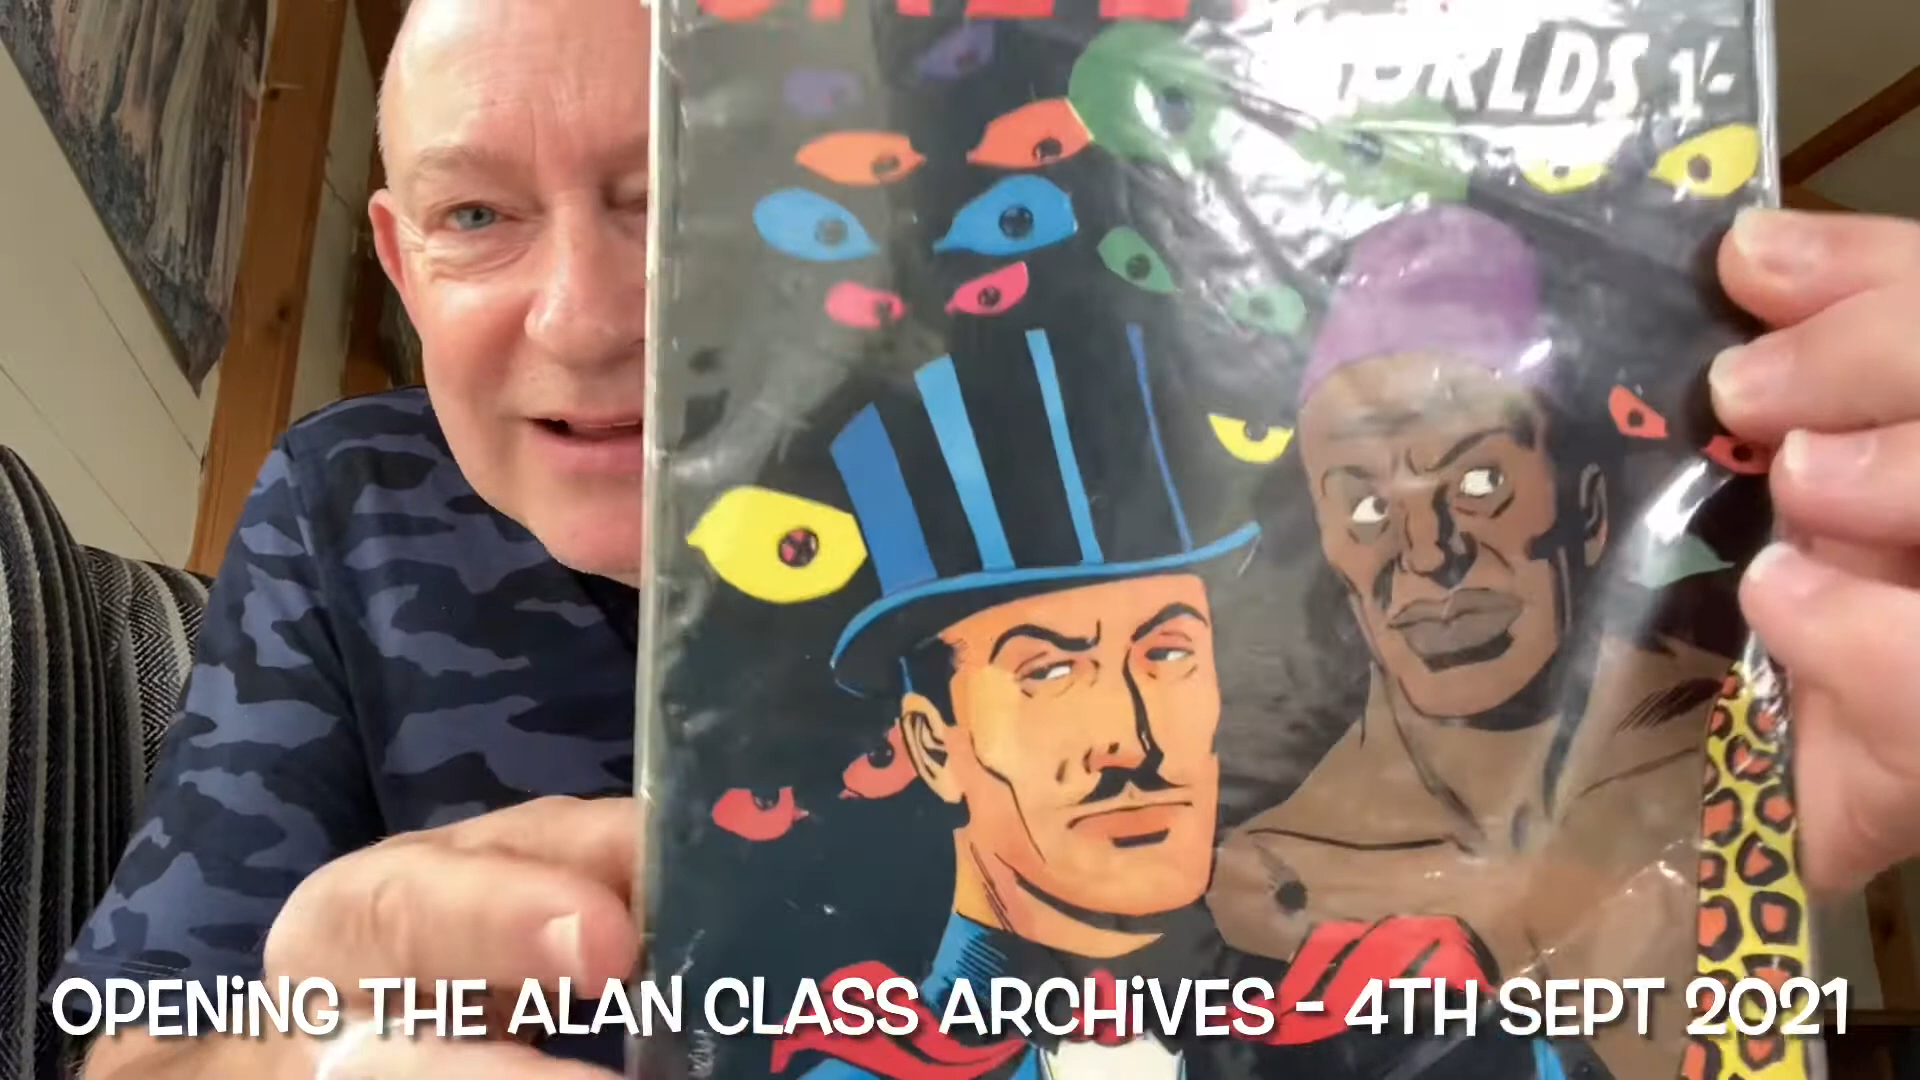 WORLDS 1/-
OPENiNG THE ALAN CLASS ARCHiVES - 4TH SEPT 2021